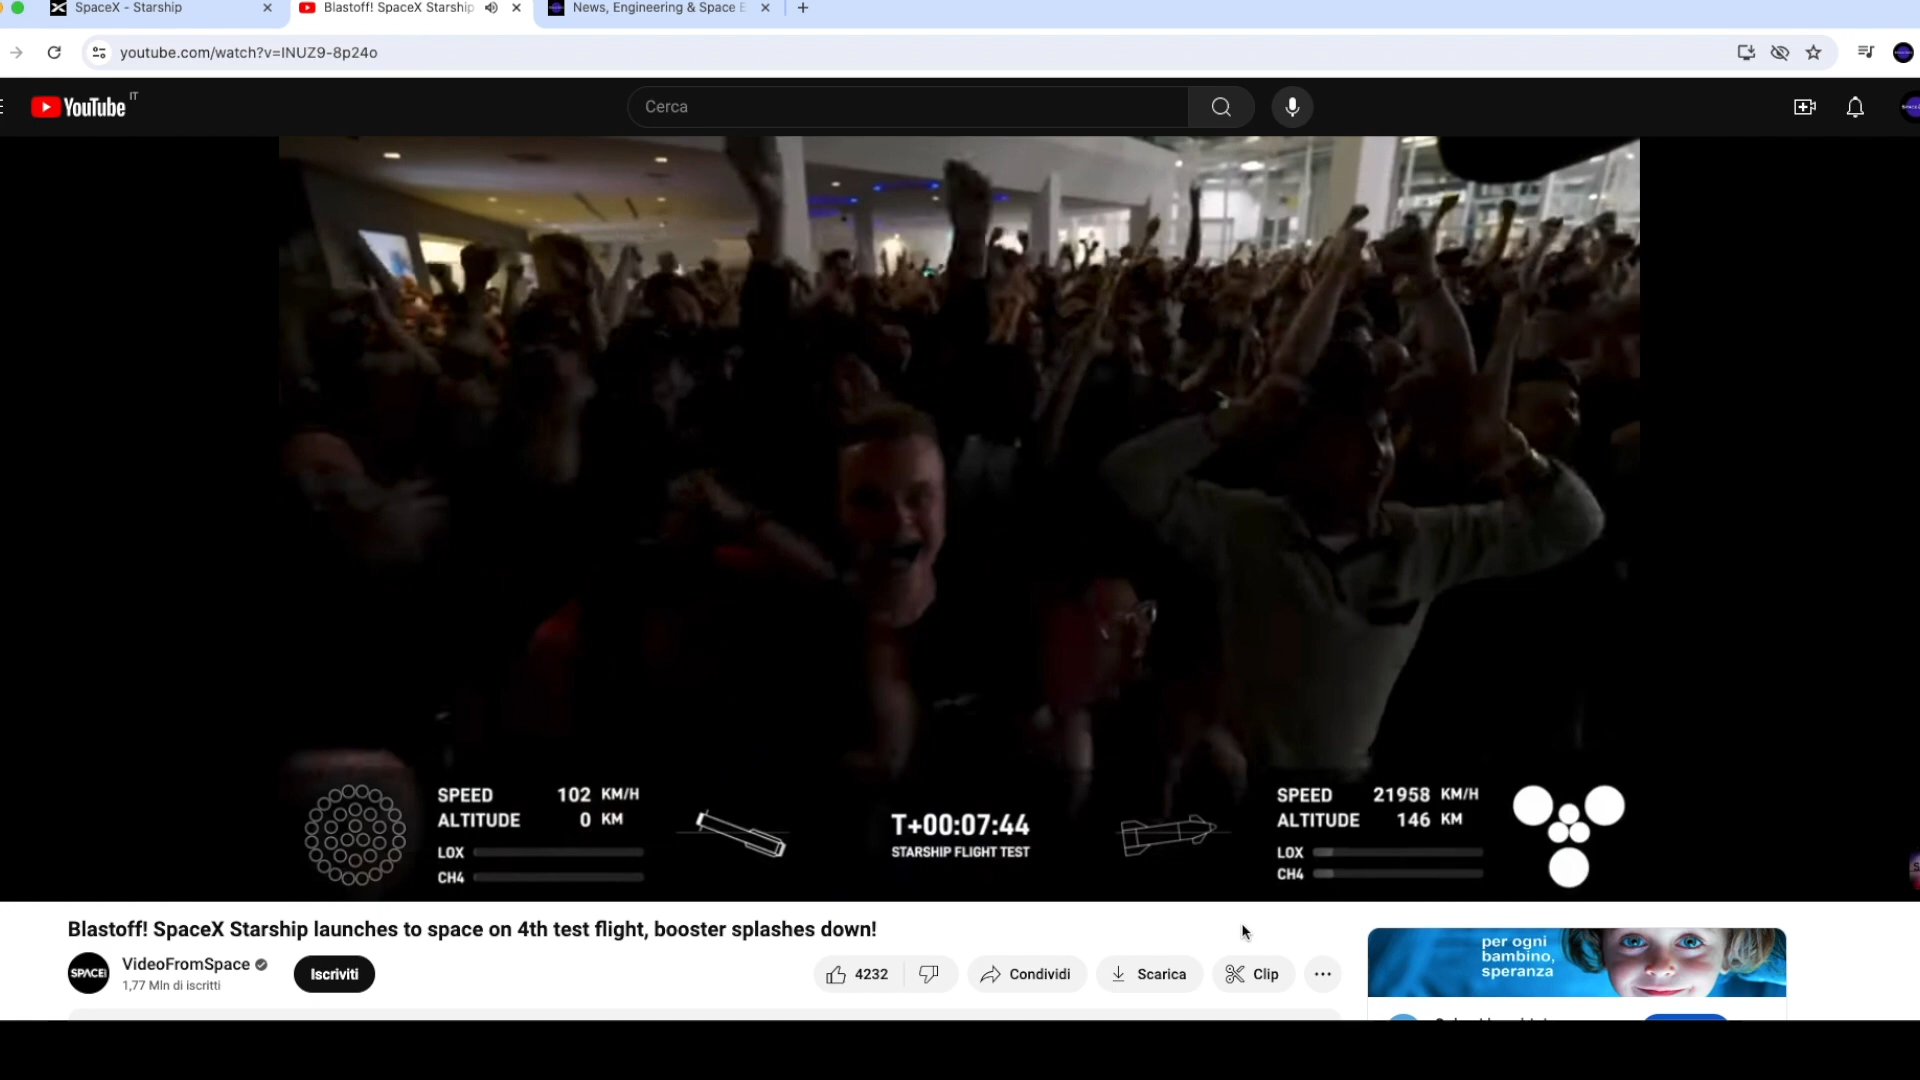 SpaceX - Starship
Blastoff! SpaceX Starship
News, Engineering & Space
youtube.com/watch?v=INUZ9-8p24o
YouTube IT
Cerca
SPEED 102 KM/H
ALTITUDE 0 KM
LOX
CH4
T+00:07:44
STARSHIP FLIGHT TEST
SPEED 21958 KM/H
ALTITUDE 146 KM
LOX
CH4
Blastoff! SpaceX Starship launches to space on 4th test flight, booster splashes down!
SPACE
VideoFromSpace
1,77 Mln di iscritti
Iscriviti
4232
Condividi
Scarica
Clip
per ogni
bambino,
speranza